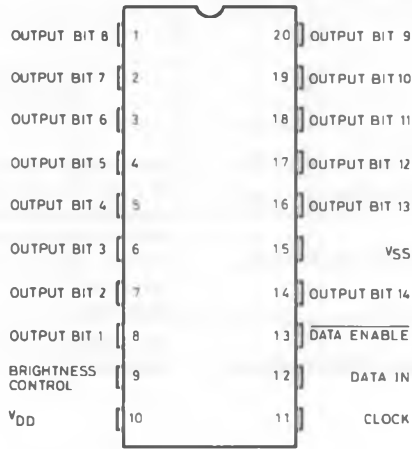 OUTPUT BIT 8 1 20 OUTPUT BIT 9
OUTPUT BIT 7 2 19 OUTPUT BIT 10
OUTPUT BIT 6 3 18 OUTPUT BIT 11
OUTPUT BIT 5 4 17 OUTPUT BIT 12
OUTPUT BIT 4 5 16 OUTPUT BIT 13
OUTPUT BIT 3 6 15 VSS
OUTPUT BIT 2 7 14 OUTPUT BIT 14
OUTPUT BIT 1 8 13 DATA ENABLE
BRIGHTNESS
CONTROL 9 12 DATA IN
VDD 10 11 CLOCK